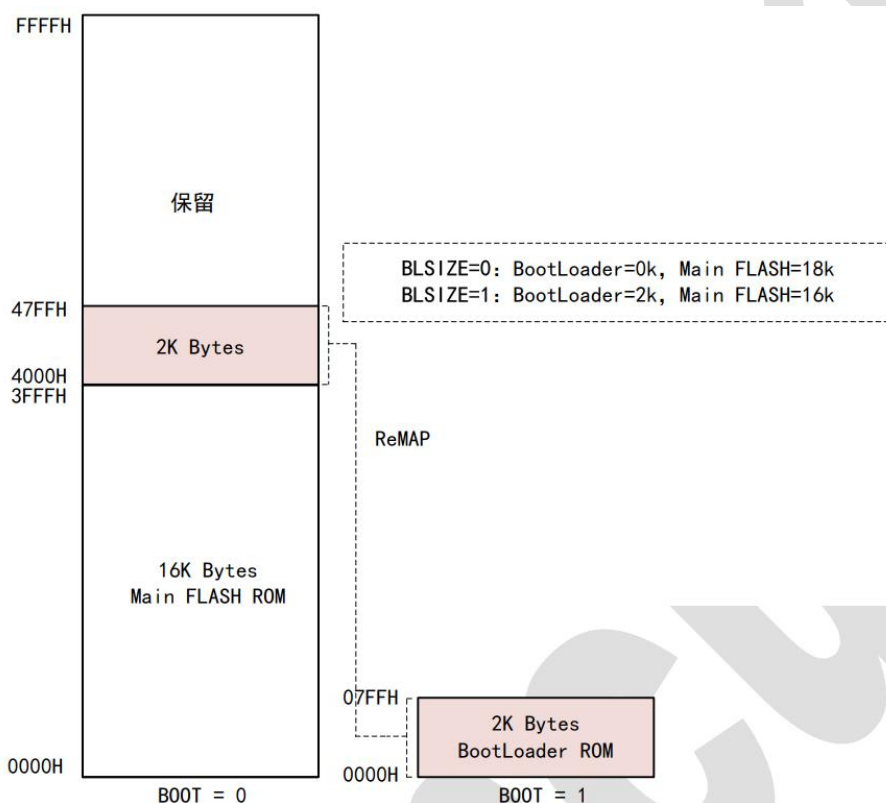 FFFFH
保留
BLSIZE=0: BootLoader=0k, Main FLASH=18k
BLSIZE=1: BootLoader=2k, Main FLASH=16k
47FFH
2K Bytes
4000H
3FFFH
ReMAP
16K Bytes
Main FLASH ROM
07FFH
2K Bytes
BootLoader ROM
0000H
0000H
BOOT = 0
BOOT = 1